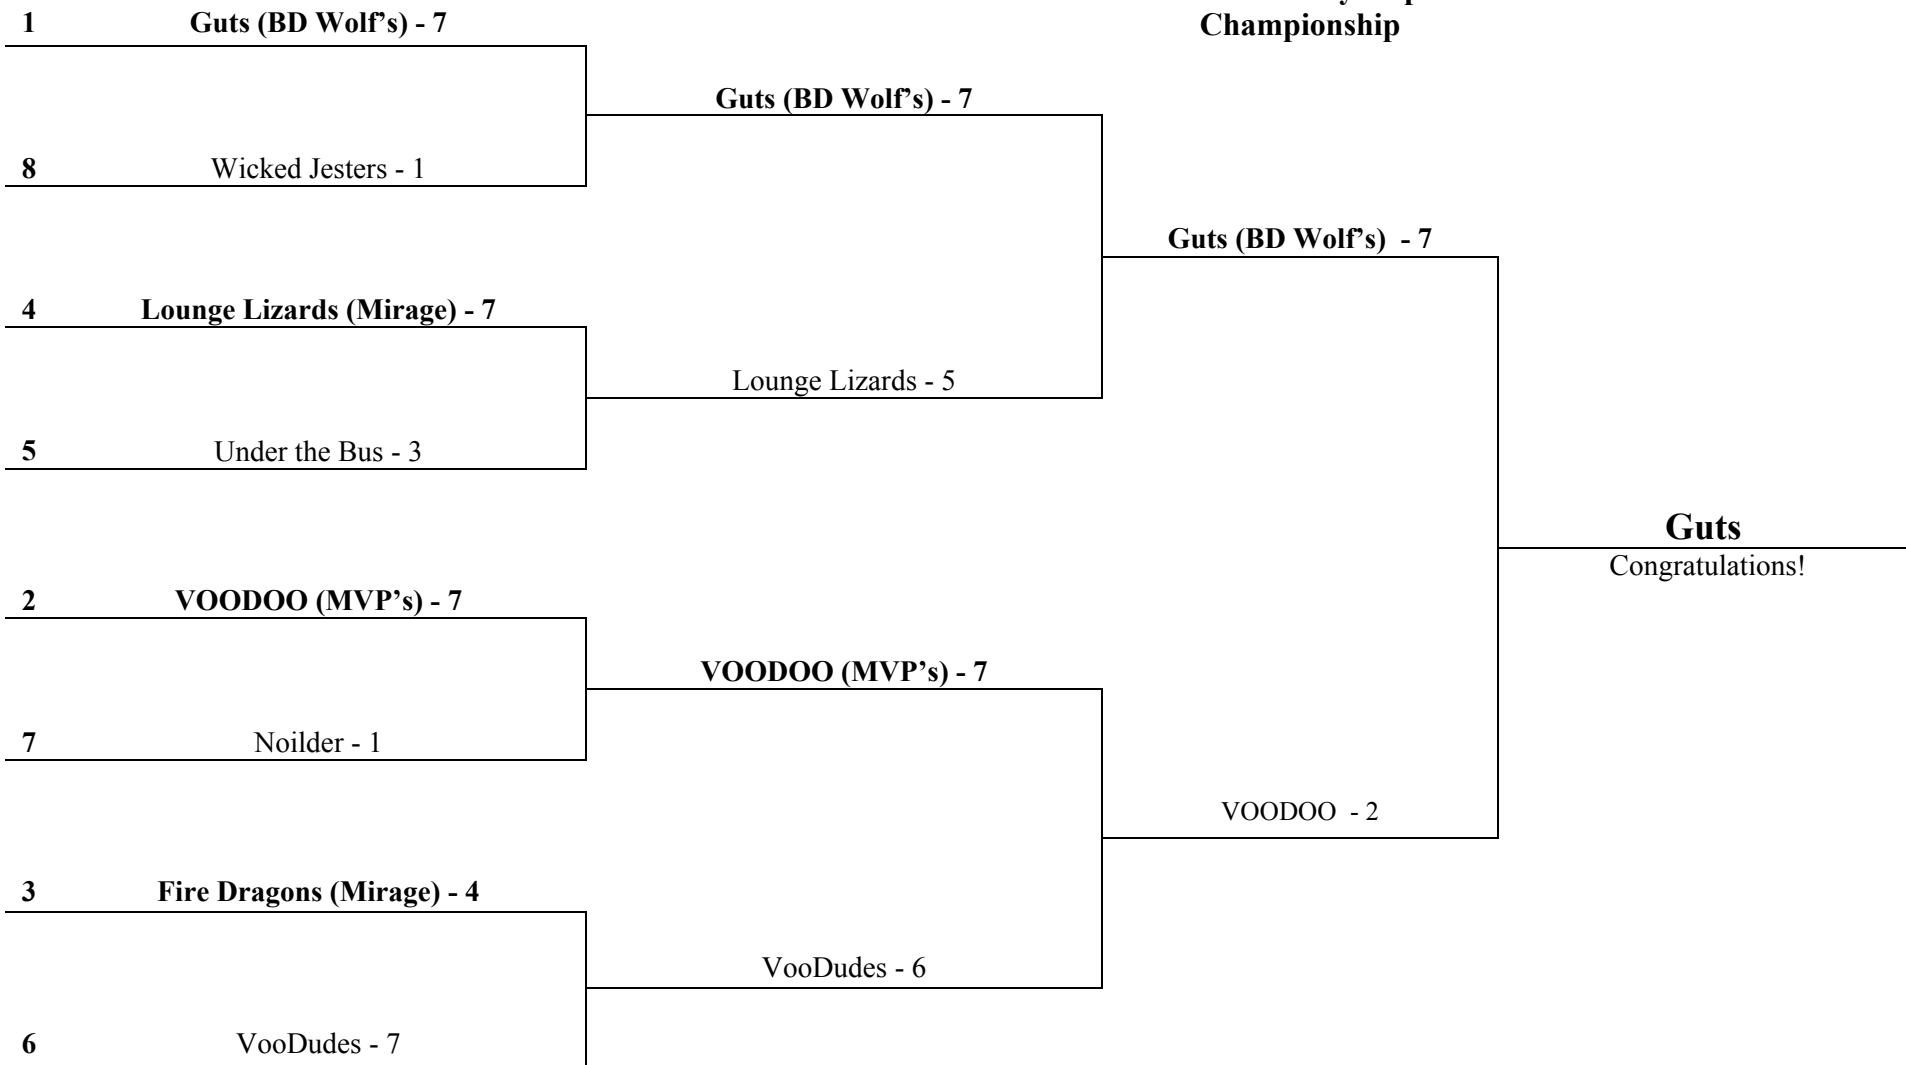 Championship
1 Guts (BD Wolf’s) - 7
Guts (BD Wolf’s) - 7
8 Wicked Jesters - 1
Guts (BD Wolf’s)  - 7
4 Lounge Lizards (Mirage) - 7
Lounge Lizards - 5
5 Under the Bus - 3
Guts
Congratulations!
2 VOODOO (MVP’s) - 7
VOODOO (MVP’s) - 7
7 Noilder - 1
VOODOO  - 2
3 Fire Dragons (Mirage) - 4
VooDudes - 6
6 VooDudes - 7